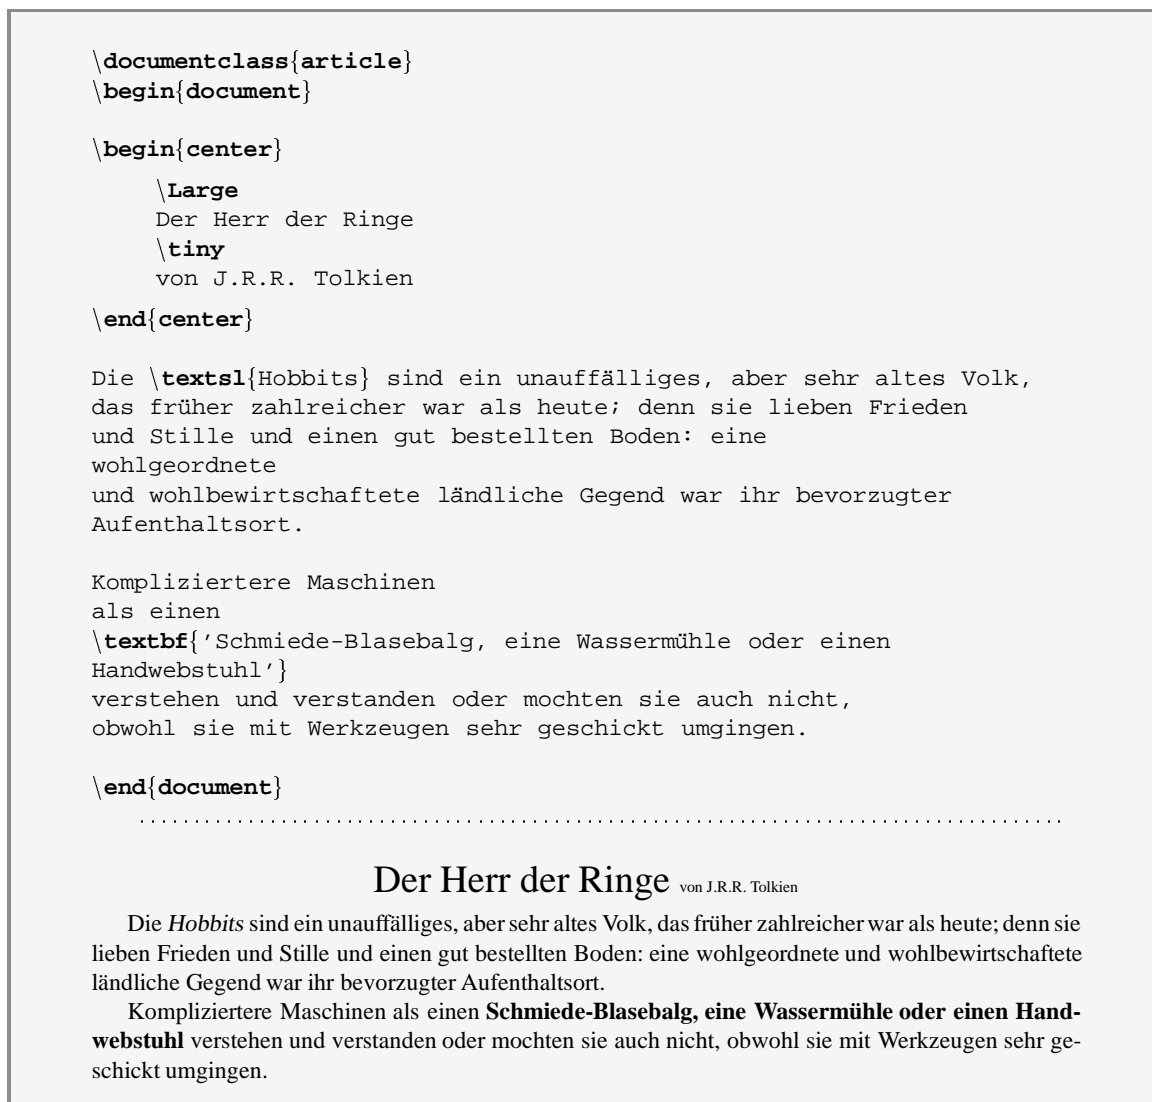 \documentclass{article}
\begin{document}
\begin{center}
\Large
Der Herr der Ringe
\tiny
von J.R.R. Tolkien
\end{center}
Die \textsl{Hobbits} sind ein unauffälliges, aber sehr altes Volk,
das früher zahlreicher war als heute; denn sie lieben Frieden
und Stille und einen gut bestellten Boden: eine
wohlgeordnete
und wohlbewirtschaftete ländliche Gegend war ihr bevorzugter
Aufenthaltsort.
Kompliziertere Maschinen
als einen
\textbf{'Schmiede-Blasebalg, eine Wassermühle oder einen
Handwebstuhl'}
verstehen und verstanden oder mochten sie auch nicht,
obwohl sie mit Werkzeugen sehr geschickt umgingen.
\end{document}
Der Herr der Ringe von J.R.R. Tolkien
Die Hobbits sind ein unauffälliges, aber sehr altes Volk, das früher zahlreicher war als heute; denn sie
lieben Frieden und Stille und einen gut bestellten Boden: eine wohlgeordnete und wohlbewirtschaftete
ländliche Gegend war ihr bevorzugter Aufenthaltsort.
Kompliziertere Maschinen als einen Schmiede-Blasebalg, eine Wassermühle oder einen Hand-
webstuhl verstehen und verstanden oder mochten sie auch nicht, obwohl sie mit Werkzeugen sehr ge-
schickt umgingen.